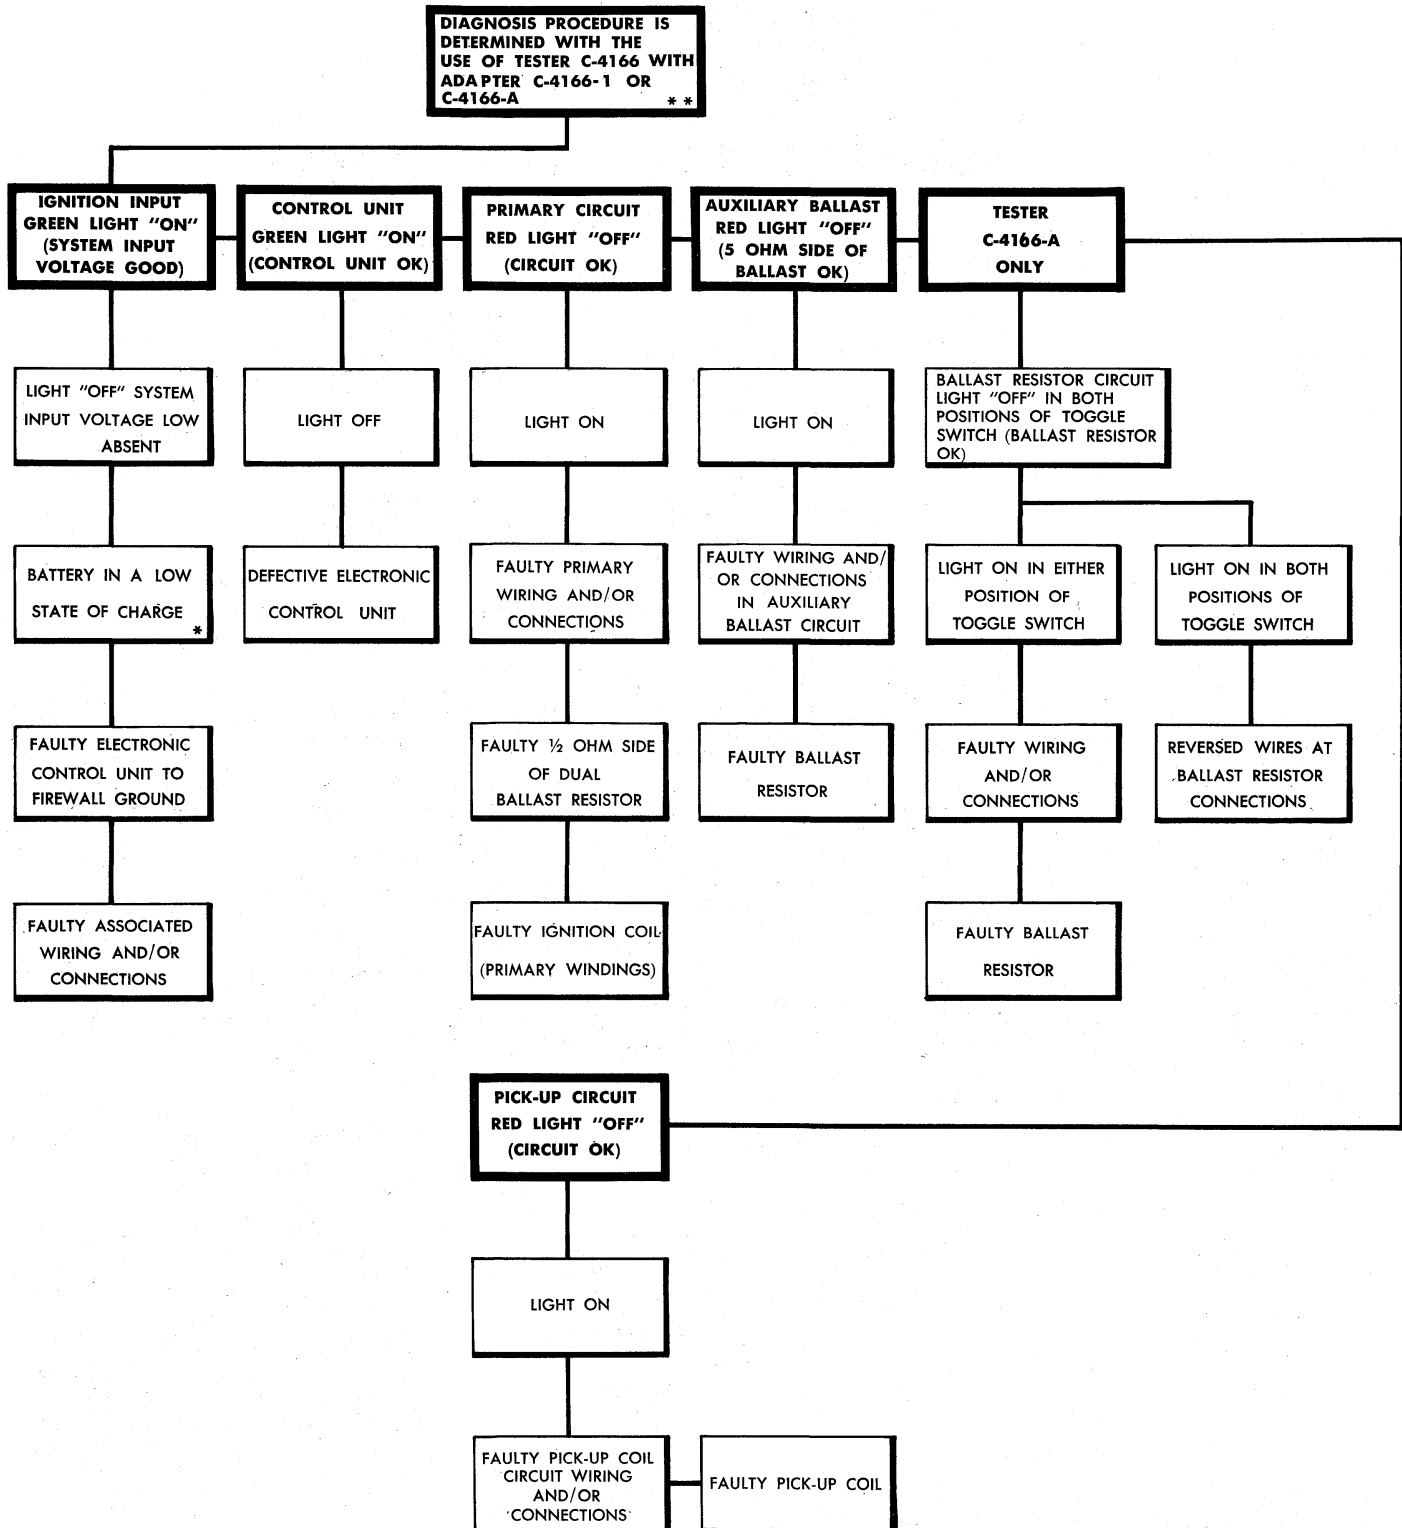 DIAGNOSIS PROCEDURE IS
DETERMINED WITH THE
USE OF TESTER C-4166 WITH
ADAPTER C-4166-1 OR
C-4166-A **
IGNITION INPUT
GREEN LIGHT "ON"
(SYSTEM INPUT
VOLTAGE GOOD)
CONTROL UNIT
GREEN LIGHT "ON"
(CONTROL UNIT OK)
PRIMARY CIRCUIT
RED LIGHT "OFF"
(CIRCUIT OK)
AUXILIARY BALLAST
RED LIGHT "OFF"
(5 OHM SIDE OF
BALLAST OK)
TESTER
C-4166-A
ONLY
LIGHT "OFF" SYSTEM
INPUT VOLTAGE LOW
ABSENT
LIGHT OFF
LIGHT ON
LIGHT ON
BALLAST RESISTOR CIRCUIT
LIGHT "OFF" IN BOTH
POSITIONS OF TOGGLE
SWITCH (BALLAST RESISTOR
OK)
BATTERY IN A LOW
STATE OF CHARGE *
DEFECTIVE ELECTRONIC
CONTROL UNIT
FAULTY PRIMARY
WIRING AND/OR
CONNECTIONS
FAULTY WIRING AND/
OR CONNECTIONS
IN AUXILIARY
BALLAST CIRCUIT
LIGHT ON IN EITHER
POSITION OF
TOGGLE SWITCH
LIGHT ON IN BOTH
POSITIONS OF
TOGGLE SWITCH
FAULTY ELECTRONIC
CONTROL UNIT TO
FIREWALL GROUND
FAULTY ½ OHM SIDE
OF DUAL
BALLAST RESISTOR
FAULTY BALLAST
RESISTOR
FAULTY WIRING
AND/OR
CONNECTIONS
REVERSED WIRES AT
BALLAST RESISTOR
CONNECTIONS
FAULTY ASSOCIATED
WIRING AND/OR
CONNECTIONS
FAULTY IGNITION COIL
(PRIMARY WINDINGS)
FAULTY BALLAST
RESISTOR
PICK-UP CIRCUIT
RED LIGHT "OFF"
(CIRCUIT OK)
LIGHT ON
FAULTY PICK-UP COIL
CIRCUIT WIRING
AND/OR
CONNECTIONS
FAULTY PICK-UP COIL